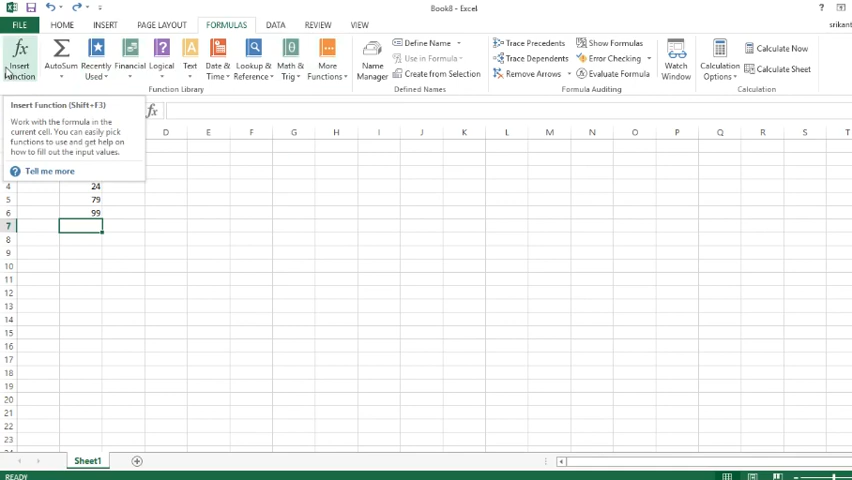 Book8 - Excel
?
FILE HOME INSERT PAGE LAYOUT FORMULAS DATA REVIEW VIEW
srikant
fx
Insert
Function
AutoSum
Recently
Used
Financial
Logical
Text
Date &
Time
Lookup &
Reference
Math &
Trig
More
Functions
Function Library
Name
Manager
Define Name
Use in Formula
Create from Selection
Defined Names
Trace Precedents
Trace Dependents
Remove Arrows
Show Formulas
Error Checking
Evaluate Formula
Formula Auditing
Watch
Window
Calculation
Options
Calculate Now
Calculate Sheet
Calculation
Insert Function (Shift+F3)
Work with the formula in the
current cell. You can easily pick
functions to use and get help on
how to fill out the input values.
? Tell me more
fx
D E F G H I J K L M N O P Q R S T
4 24
5 79
6 99
7
8
9
10
11
12
13
14
15
16
17
18
19
20
21
22
23
Sheet1
READY